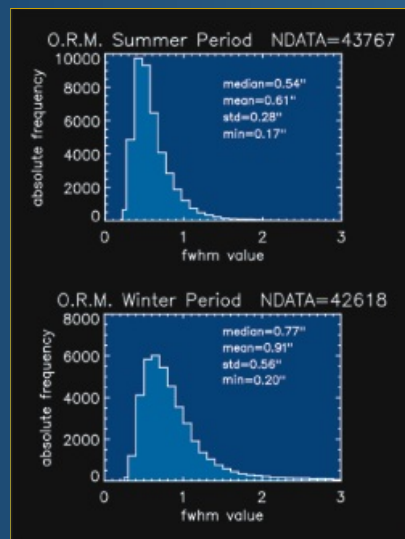 O.R.M. Summer Period NDATA=43767
absolute frequency
10000
8000
6000
4000
2000
0
median=0.54"
mean=0.61"
std=0.28"
min=0.17"
0 1 2 3
fwhm value
O.R.M. Winter Period NDATA=42618
absolute frequency
8000
6000
4000
2000
0
median=0.77"
mean=0.91"
std=0.56"
min=0.20"
0 1 2 3
fwhm value